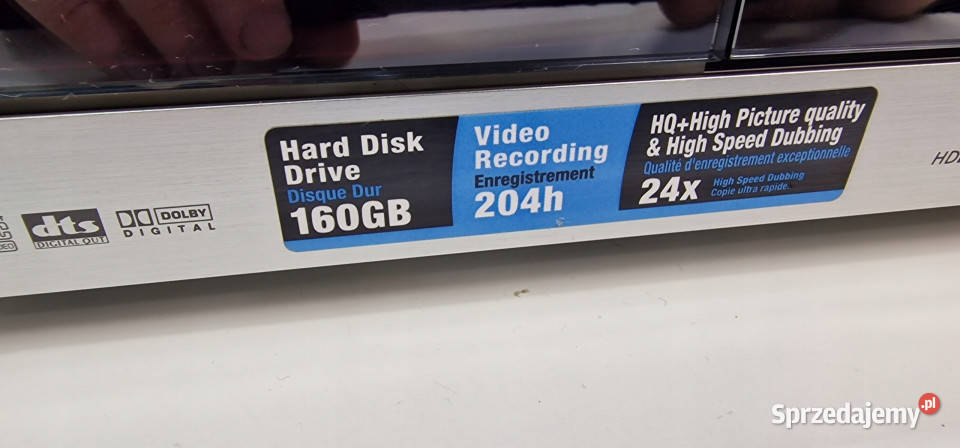 Hard Disk
Drive
Disque Dur
160GB
Video
Recording
Enregistrement
204h
HQ+High Picture quality
& High Speed Dubbing
Qualité d'enregistrement exceptionnelle
24x
High Speed Dubbing
Copie ultra rapide.
dts
DIGITAL OUT
DOLBY
DIGITAL
Sprzedajemy.pl